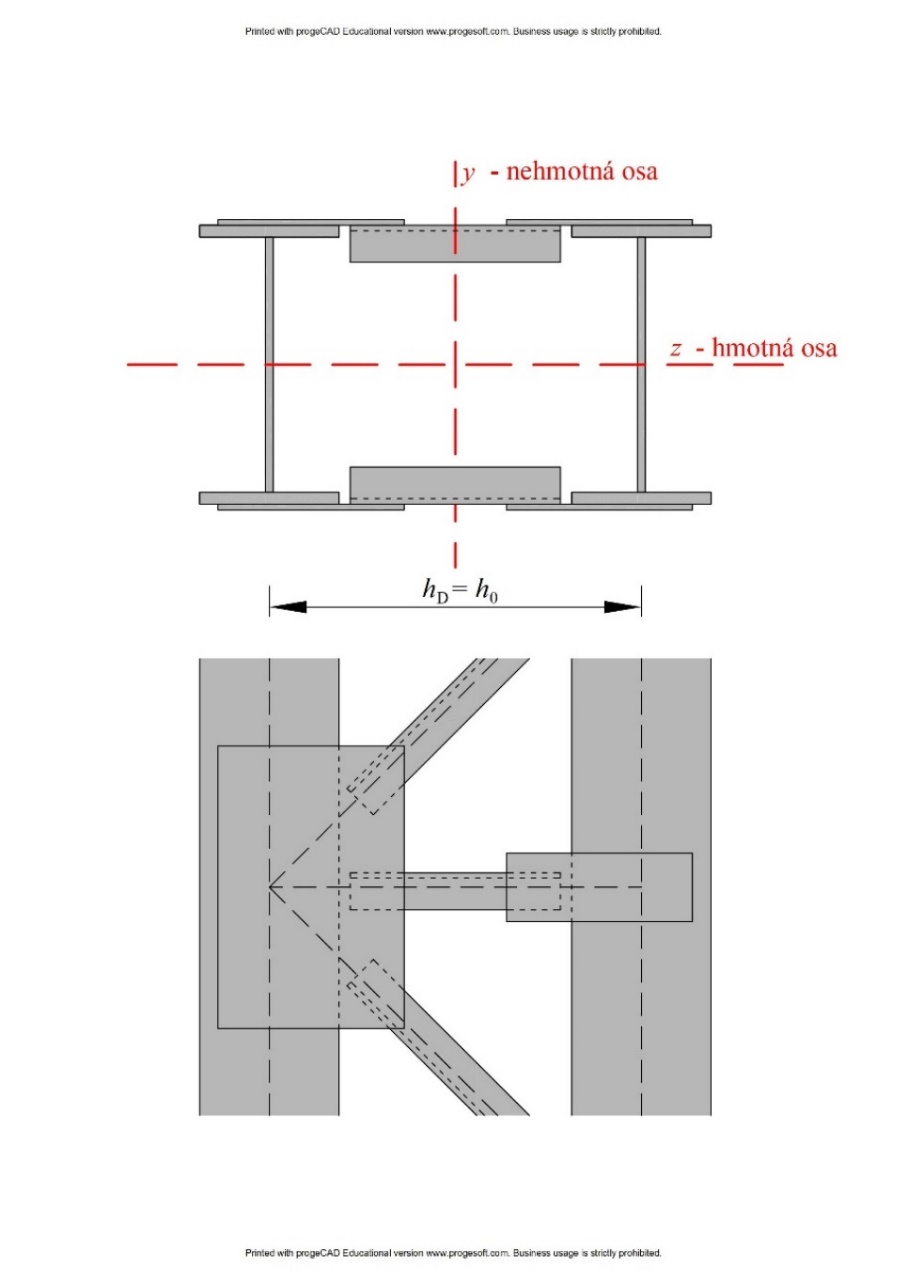 Printed with progeCAD Educational version www.progesoft.com. Business usage is strictly prohibited.
y - nehmotná osa
z - hmotná osa
hD = h0
Printed with progeCAD Educational version www.progesoft.com. Business usage is strictly prohibited.